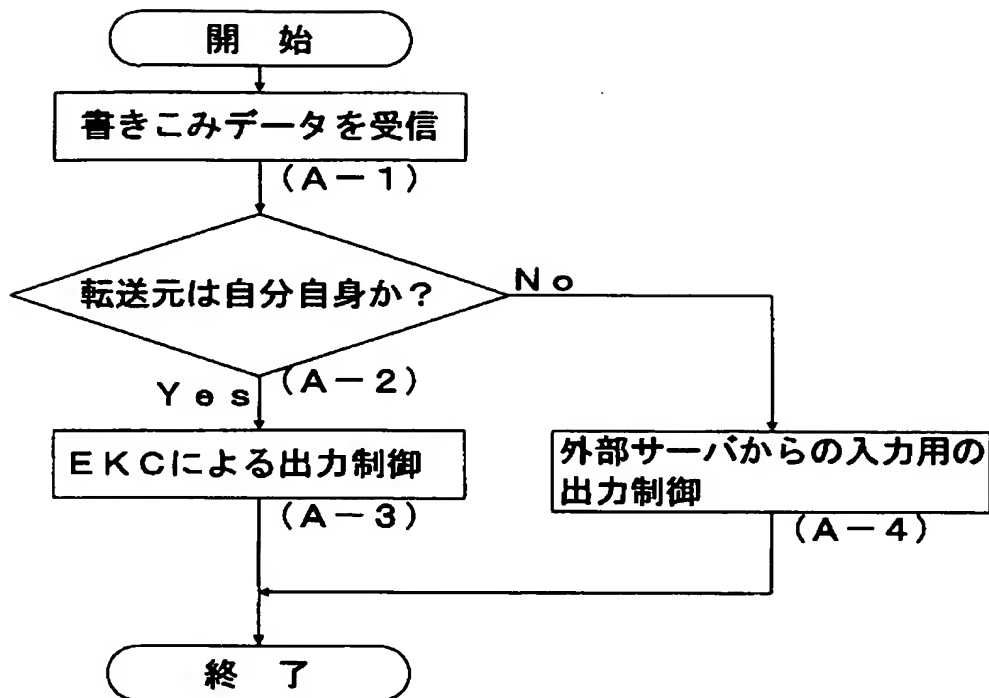 開 始
書きこみデータを受信
(A-1)
転送元は自分自身か?
No
(A-2)
Yes
EKCによる出力制御
(A-3)
外部サーバからの入力用の
出力制御
(A-4)
終 了